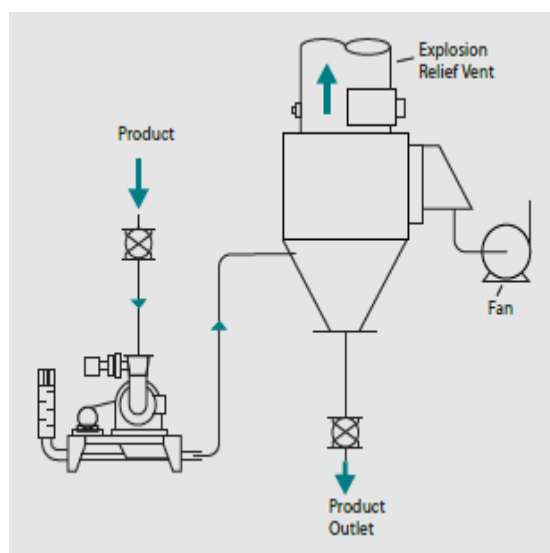 Explosion
Relief Vent
Product
Fan
Product
Outlet